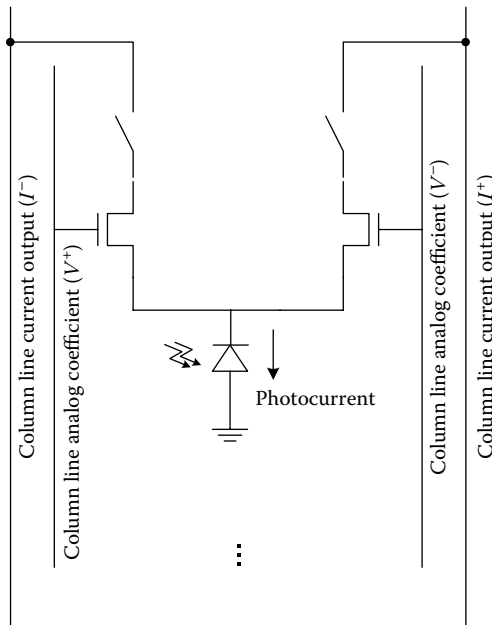 Column line current output (I⁻)
Column line analog coefficient (V⁺)
Photocurrent
Column line analog coefficient (V⁻)
Column line current output (I⁺)